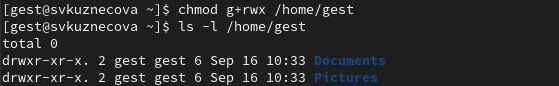 [gest@svkuznecova ~]$ chmod g+rwx /home/gest
[gest@svkuznecova ~]$ ls -l /home/gest
total 0
drwxr-xr-x. 2 gest gest 6 Sep 16 10:33 Documents
drwxr-xr-x. 2 gest gest 6 Sep 16 10:33 Pictures